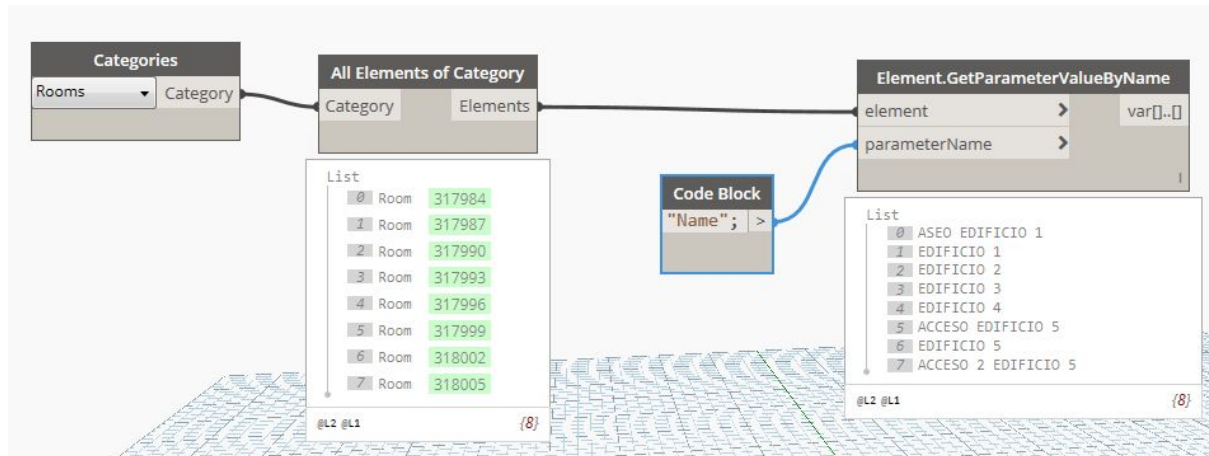 Categories
Rooms
Category
All Elements of Category
Category Elements
List
0 Room 317984
1 Room 317987
2 Room 317990
3 Room 317993
4 Room 317996
5 Room 317999
6 Room 318002
7 Room 318005
@L2 @L1 {8}
Code Block
"Name"; >
Element.GetParameterValueByName
element > var[]..[]
parameterName >
l
List
0 ASEO EDIFICIO 1
1 EDIFICIO 1
2 EDIFICIO 2
3 EDIFICIO 3
4 EDIFICIO 4
5 ACCESO EDIFICIO 5
6 EDIFICIO 5
7 ACCESO 2 EDIFICIO 5
@L2 @L1 {8}